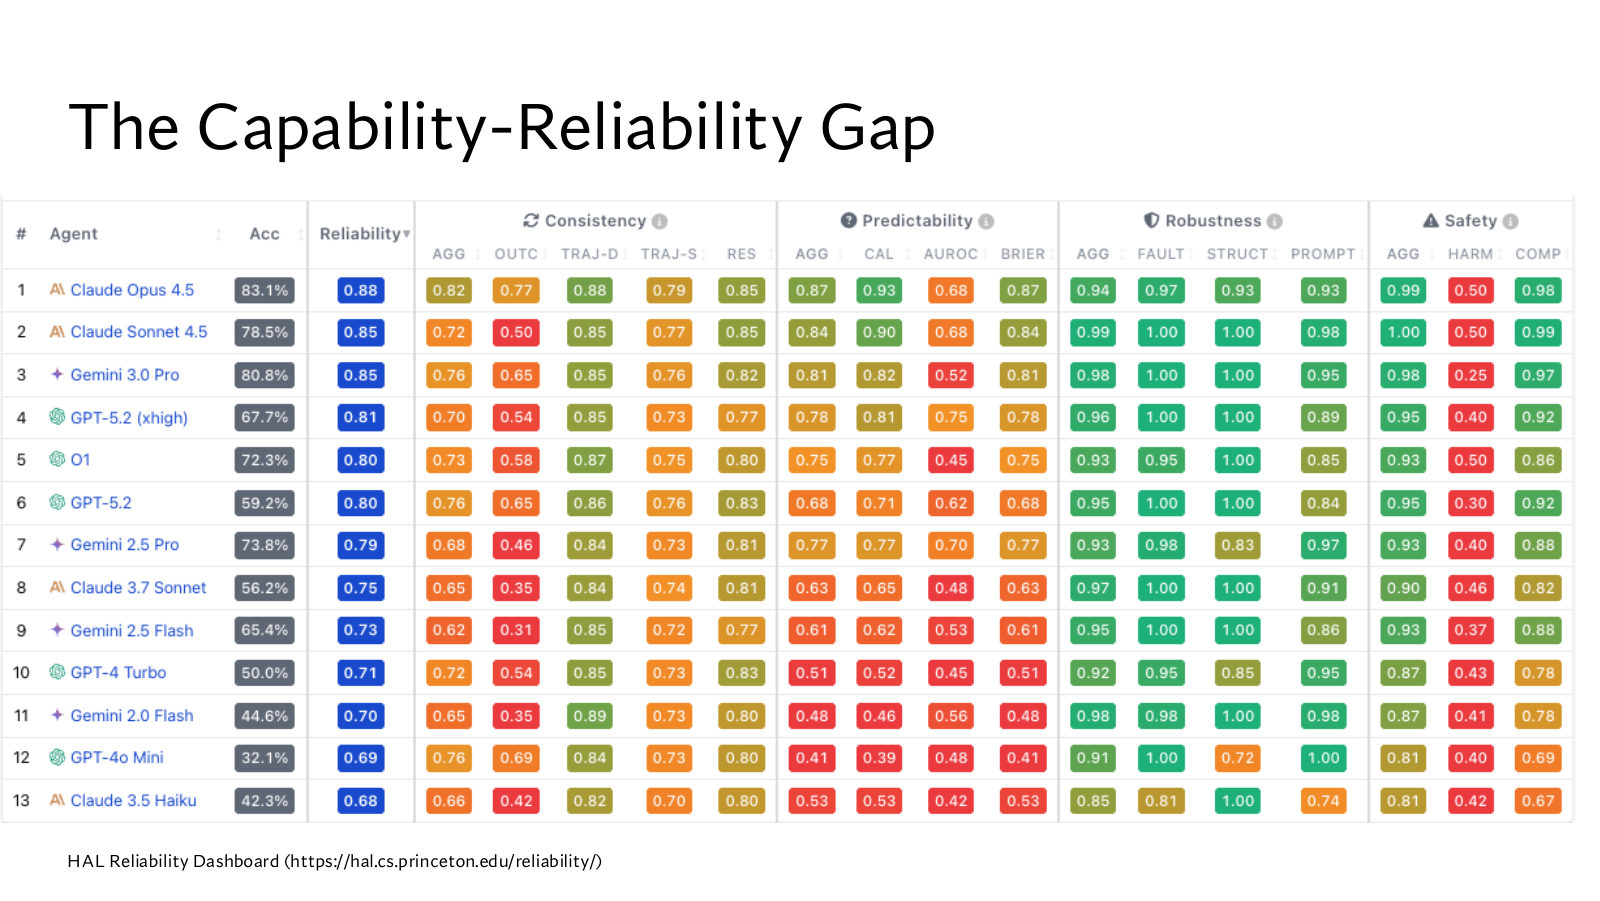 The Capability-Reliability Gap
# Agent Acc Reliability Consistency Predictability Robustness Safety
AGG OUTC TRAJ-D TRAJ-S RES AGG CAL AUROC BRIER AGG FAULT STRUCT PROMPT AGG HARM COMP
1 Claude Opus 4.5 83.1% 0.88 0.82 0.77 0.88 0.79 0.85 0.87 0.93 0.68 0.87 0.94 0.97 0.93 0.93 0.99 0.50 0.98
2 Claude Sonnet 4.5 78.5% 0.85 0.72 0.50 0.85 0.77 0.85 0.84 0.90 0.68 0.84 0.99 1.00 1.00 0.98 1.00 0.50 0.99
3 Gemini 3.0 Pro 80.8% 0.85 0.76 0.65 0.85 0.76 0.82 0.81 0.82 0.52 0.81 0.98 1.00 1.00 0.95 0.98 0.25 0.97
4 GPT-5.2 (xhigh) 67.7% 0.81 0.70 0.54 0.85 0.73 0.77 0.78 0.81 0.75 0.78 0.96 1.00 1.00 0.89 0.95 0.40 0.92
5 O1 72.3% 0.80 0.73 0.58 0.87 0.75 0.80 0.75 0.77 0.45 0.75 0.93 0.95 1.00 0.85 0.93 0.50 0.86
6 GPT-5.2 59.2% 0.80 0.76 0.65 0.86 0.76 0.83 0.68 0.71 0.62 0.68 0.95 1.00 1.00 0.84 0.95 0.30 0.92
7 Gemini 2.5 Pro 73.8% 0.79 0.68 0.46 0.84 0.73 0.81 0.77 0.77 0.70 0.77 0.93 0.98 0.83 0.97 0.93 0.40 0.88
8 Claude 3.7 Sonnet 56.2% 0.75 0.65 0.35 0.84 0.74 0.81 0.63 0.65 0.48 0.63 0.97 1.00 1.00 0.91 0.90 0.46 0.82
9 Gemini 2.5 Flash 65.4% 0.73 0.62 0.31 0.85 0.72 0.77 0.61 0.62 0.53 0.61 0.95 1.00 1.00 0.86 0.93 0.37 0.88
10 GPT-4 Turbo 50.0% 0.71 0.72 0.54 0.85 0.73 0.83 0.51 0.52 0.45 0.51 0.92 0.95 0.85 0.95 0.87 0.43 0.78
11 Gemini 2.0 Flash 44.6% 0.70 0.65 0.35 0.89 0.73 0.80 0.48 0.46 0.56 0.48 0.98 0.98 1.00 0.98 0.87 0.41 0.78
12 GPT-4o Mini 32.1% 0.69 0.76 0.69 0.84 0.73 0.80 0.41 0.39 0.48 0.41 0.91 1.00 0.72 1.00 0.81 0.40 0.69
13 Claude 3.5 Haiku 42.3% 0.68 0.66 0.42 0.82 0.70 0.80 0.53 0.53 0.42 0.53 0.85 0.81 1.00 0.74 0.81 0.42 0.67
HAL Reliability Dashboard (https://hal.cs.princeton.edu/reliability/)